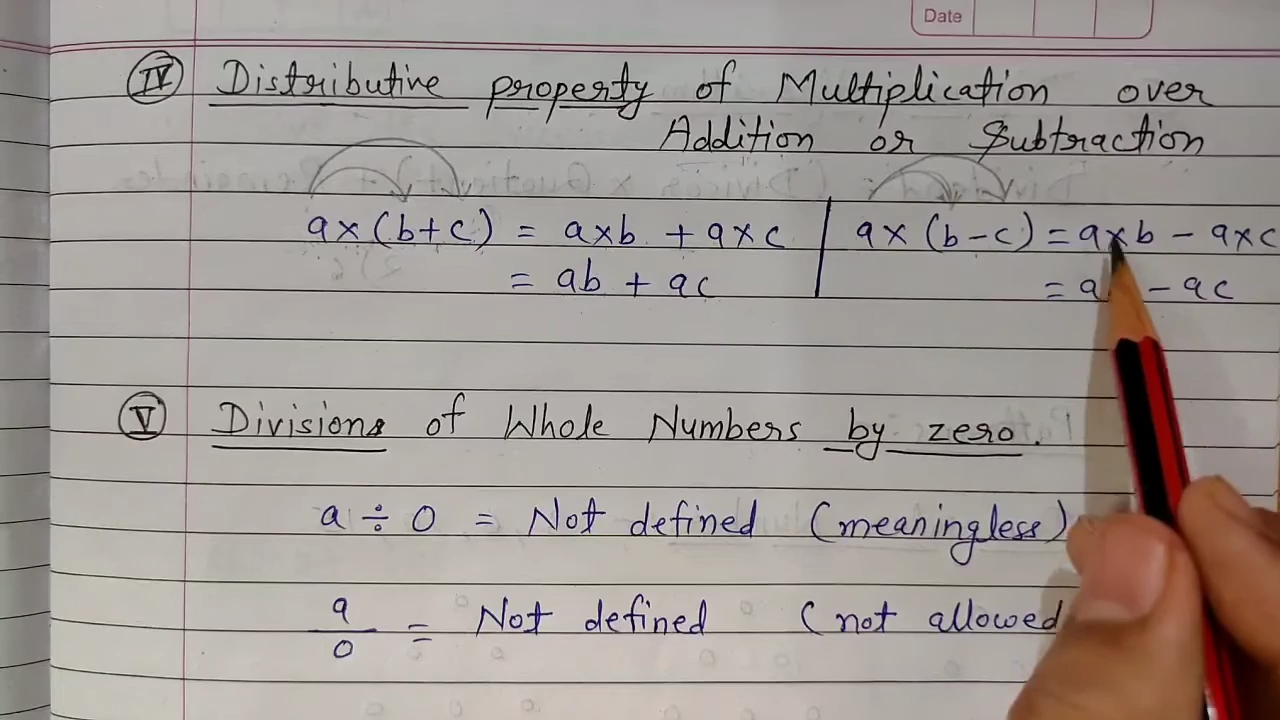 Date
IV Distributive property of Multiplication over
Addition or Subtraction
a×(b+c) = a×b + a×c
= ab + ac
a×(b-c) = a×b - a×c
= a - ac
V Divisions of Whole Numbers by zero.
a ÷ 0 = Not defined (meaningless)
a/0 = Not defined (not allowed